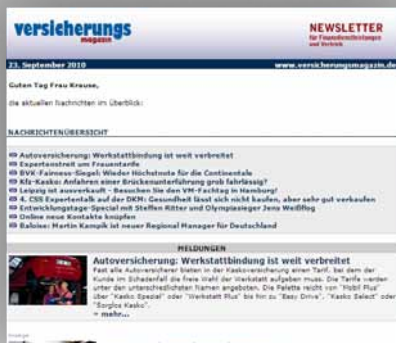 versicherungs
magazin
NEWSLETTER
für Finanzdienstleistungen
und Vertrieb
23. September 2010 www.versicherungsmagazin.de
Guten Tag Frau Krause,
die aktuellen Nachrichten im Überblick:
NACHRICHTENÜBERSICHT
Autoversicherung: Werkstattbindung ist weit verbreitet
Expertenstreit um Frauentarife
BVK-Fairness-Siegel: Wieder Höchstnote für die Continentale
Kfz-Kasko: Anfahren einer Brückenunterführung grob fahrlässig?
Leipzig ist ausverkauft - Besuchen Sie den VM-Fachtag in Hamburg!
4. CSS Expertentalk auf der DKM: Gesundheit lässt sich nicht kaufen, aber sehr gut verkaufen
Entwicklungstage-Special mit Steffen Ritter und Olympiasieger Jens Weißflog
Online neue Kontakte knüpfen
Baloise: Martin Kampik ist neuer Regional Manager für Deutschland
MELDUNGEN
Autoversicherung: Werkstattbindung ist weit verbreitet
Fast alle Autoversicherer bieten in der Kaskoversicherung einen Tarif, bei dem der
Kunde im Schadenfall die freie Wahl der Werkstatt aufgeben muss. Die Tarife werden
unter den unterschiedlichsten Namen angeboten. Die Palette reicht von "Mobil Plus"
über "Kasko Spezial" oder "Werkstatt Plus" bis hin zu "Easy Drive", "Kasko Select" oder
"Sorglos Kasko".
» mehr...
Anzeige